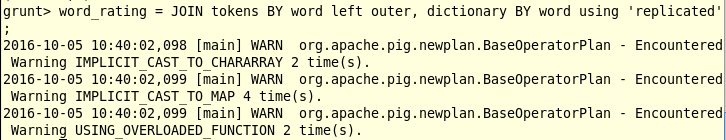 grunt> word_rating = JOIN tokens BY word left outer, dictionary BY word using 'replicated'
;
2016-10-05 10:40:02,098 [main] WARN  org.apache.pig.newplan.BaseOperatorPlan - Encountered
 Warning IMPLICIT_CAST_TO_CHARARRAY 2 time(s).
2016-10-05 10:40:02,099 [main] WARN  org.apache.pig.newplan.BaseOperatorPlan - Encountered
 Warning IMPLICIT_CAST_TO_MAP 4 time(s).
2016-10-05 10:40:02,099 [main] WARN  org.apache.pig.newplan.BaseOperatorPlan - Encountered
 Warning USING_OVERLOADED_FUNCTION 2 time(s).